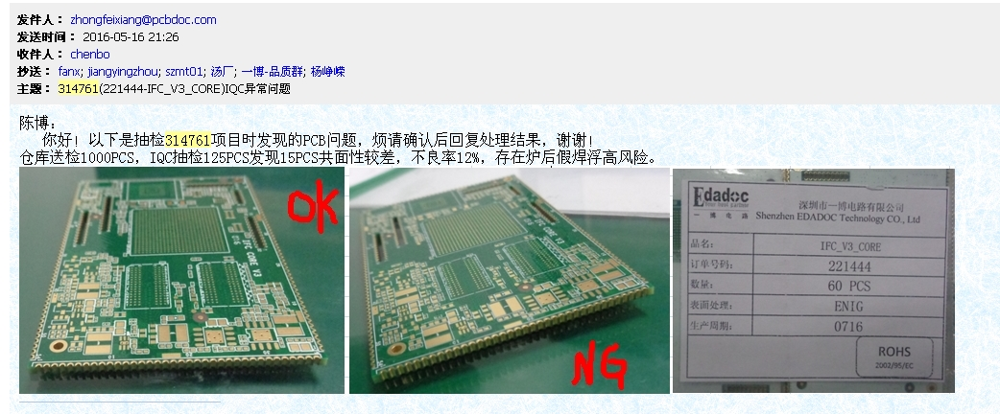 发件人： zhongfeixiang@pcbdoc.com
发送时间： 2016-05-16 21:26
收件人： chenbo
抄送： fanx; jiangyingzhou; szmt01; 汤厂; 一博-品质群; 杨峥嵘
主题： 314761(221444-IFC_V3_CORE)IQC异常问题
陈博：
你好！以下是抽检314761项目时发现的PCB问题，烦请确认后回复处理结果，谢谢！
仓库送检1000PCS，IQC抽检125PCS发现15PCS共面性较差，不良率12%，存在炉后假焊浮高风险。
OK
IFC CORE V3
NG
IFC CORE V3
Edadoc
your best partner
一博电路
深圳市一博电路有限公司
Shenzhen EDADOC Technology CO., Ltd
品名： IFC_V3_CORE
订单号码： 221444
数量： 60 PCS
表面处理： ENIG
生产周期： 0716
ROHS
2002/95/EC